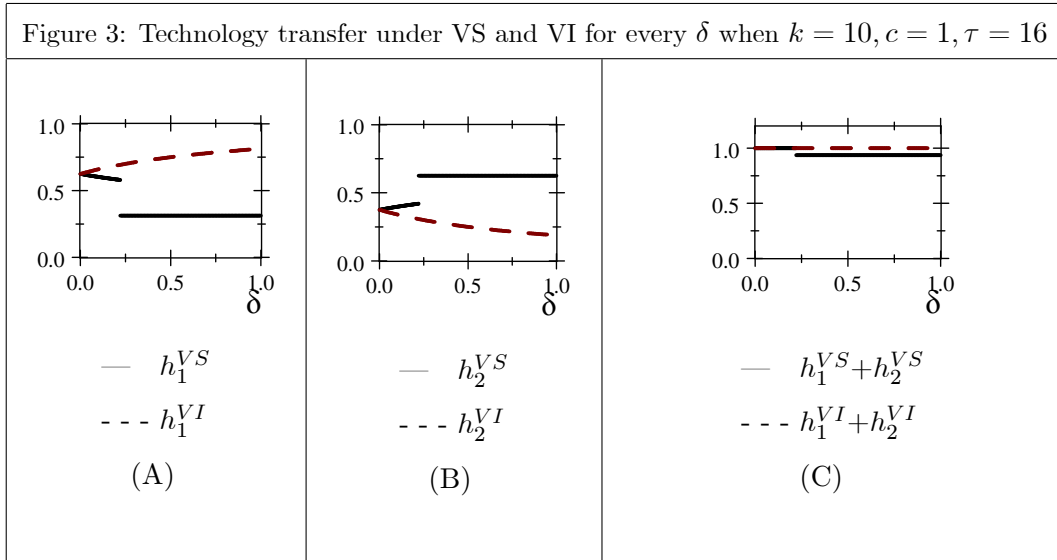 Figure 3: Technology transfer under VS and VI for every δ when k = 10, c = 1, τ = 16
1.0
0.5
0.0
0.0 0.5 1.0
δ
— h_1^{VS}
- - - h_1^{VI}
(A)
1.0
0.5
0.0
0.0 0.5 1.0
δ
— h_2^{VS}
- - - h_2^{VI}
(B)
1.0
0.5
0.0
0.0 0.5 1.0
δ
— h_1^{VS}+h_2^{VS}
- - - h_1^{VI}+h_2^{VI}
(C)